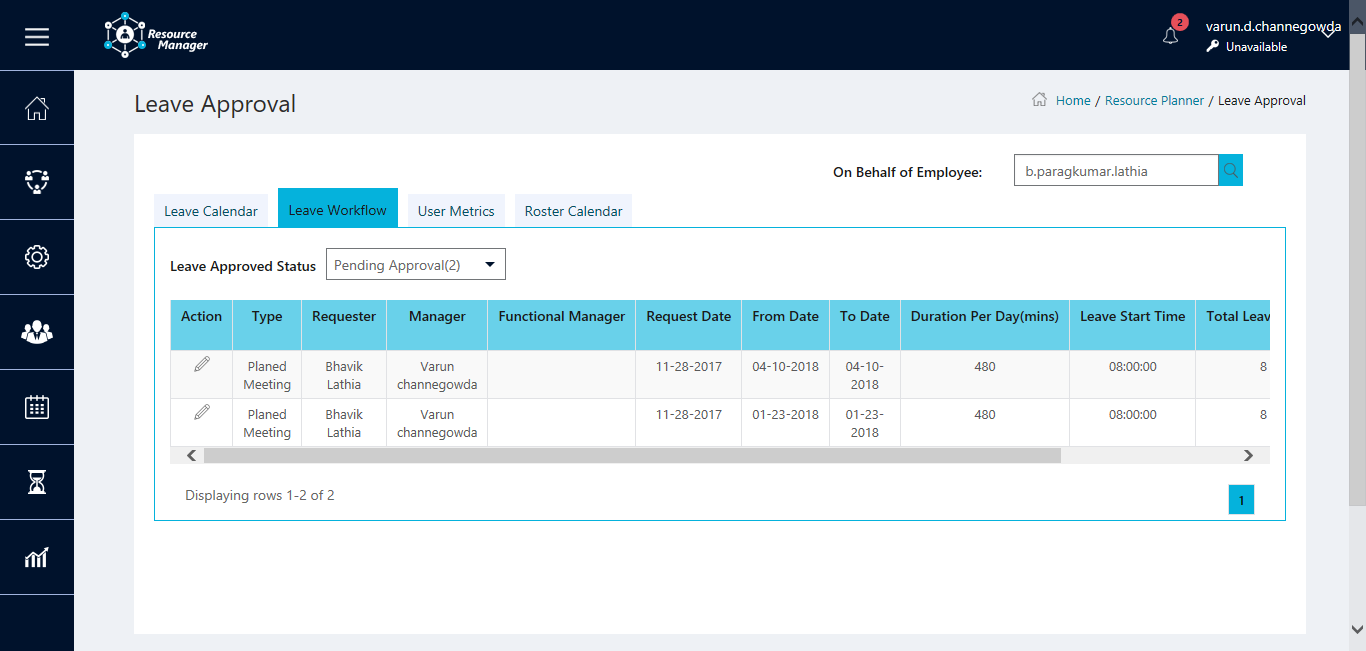 Resource
Manager
2
varun.d.channegowda
Unavailable
Leave Approval
Home / Resource Planner / Leave Approval
On Behalf of Employee:
b.paragkumar.lathia
Leave Calendar
Leave Workflow
User Metrics
Roster Calendar
Leave Approved Status
Pending Approval(2)
Action Type Requester Manager Functional Manager Request Date From Date To Date Duration Per Day(mins) Leave Start Time Total Leav
Planed Meeting Bhavik Lathia Varun channegowda 11-28-2017 04-10-2018 04-10-2018 480 08:00:00 8
Planed Meeting Bhavik Lathia Varun channegowda 11-28-2017 01-23-2018 01-23-2018 480 08:00:00 8
Displaying rows 1-2 of 2
1